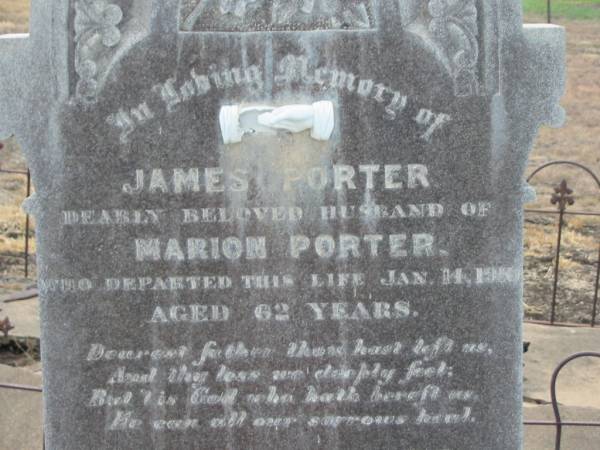 In Loving Memory of
JAMES PORTER
DEARLY BELOVED HUSBAND OF
MARION PORTER.
WHO DEPARTED THIS LIFE JAN. 14,
AGED 62 YEARS.
Dearest father thou hast left us,
And thy loss we deeply feel;
But 'tis God who hath bereft us,
He can all our sorrows heal.